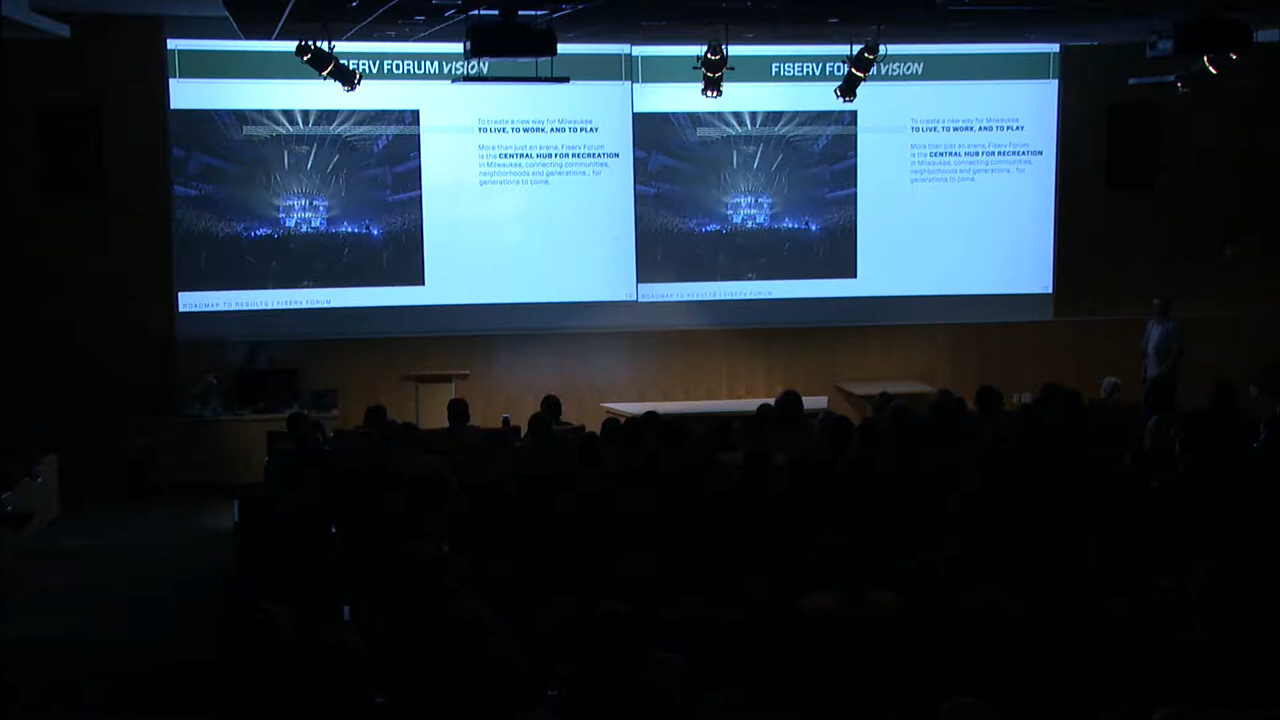 SERV FORUM VISION
To create a new way for Milwaukee
TO LIVE, TO WORK, AND TO PLAY
More than just an arena, Fiserv Forum
is the CENTRAL HUB FOR RECREATION
in Milwaukee, connecting communities,
neighborhoods and generations... for
generations to come.
ROADMAP TO RESULTS | FISERV FORUM
10
FISERV FOR VISION
To create a new way for Milwaukee
TO LIVE, TO WORK, AND TO PLAY
More than just an arena, Fiserv Forum
is the CENTRAL HUB FOR RECREATION
in Milwaukee, connecting communities,
neighborhoods and generations... for
generations to come.
ROADMAP TO RESULTS | FISERV FORUM
10